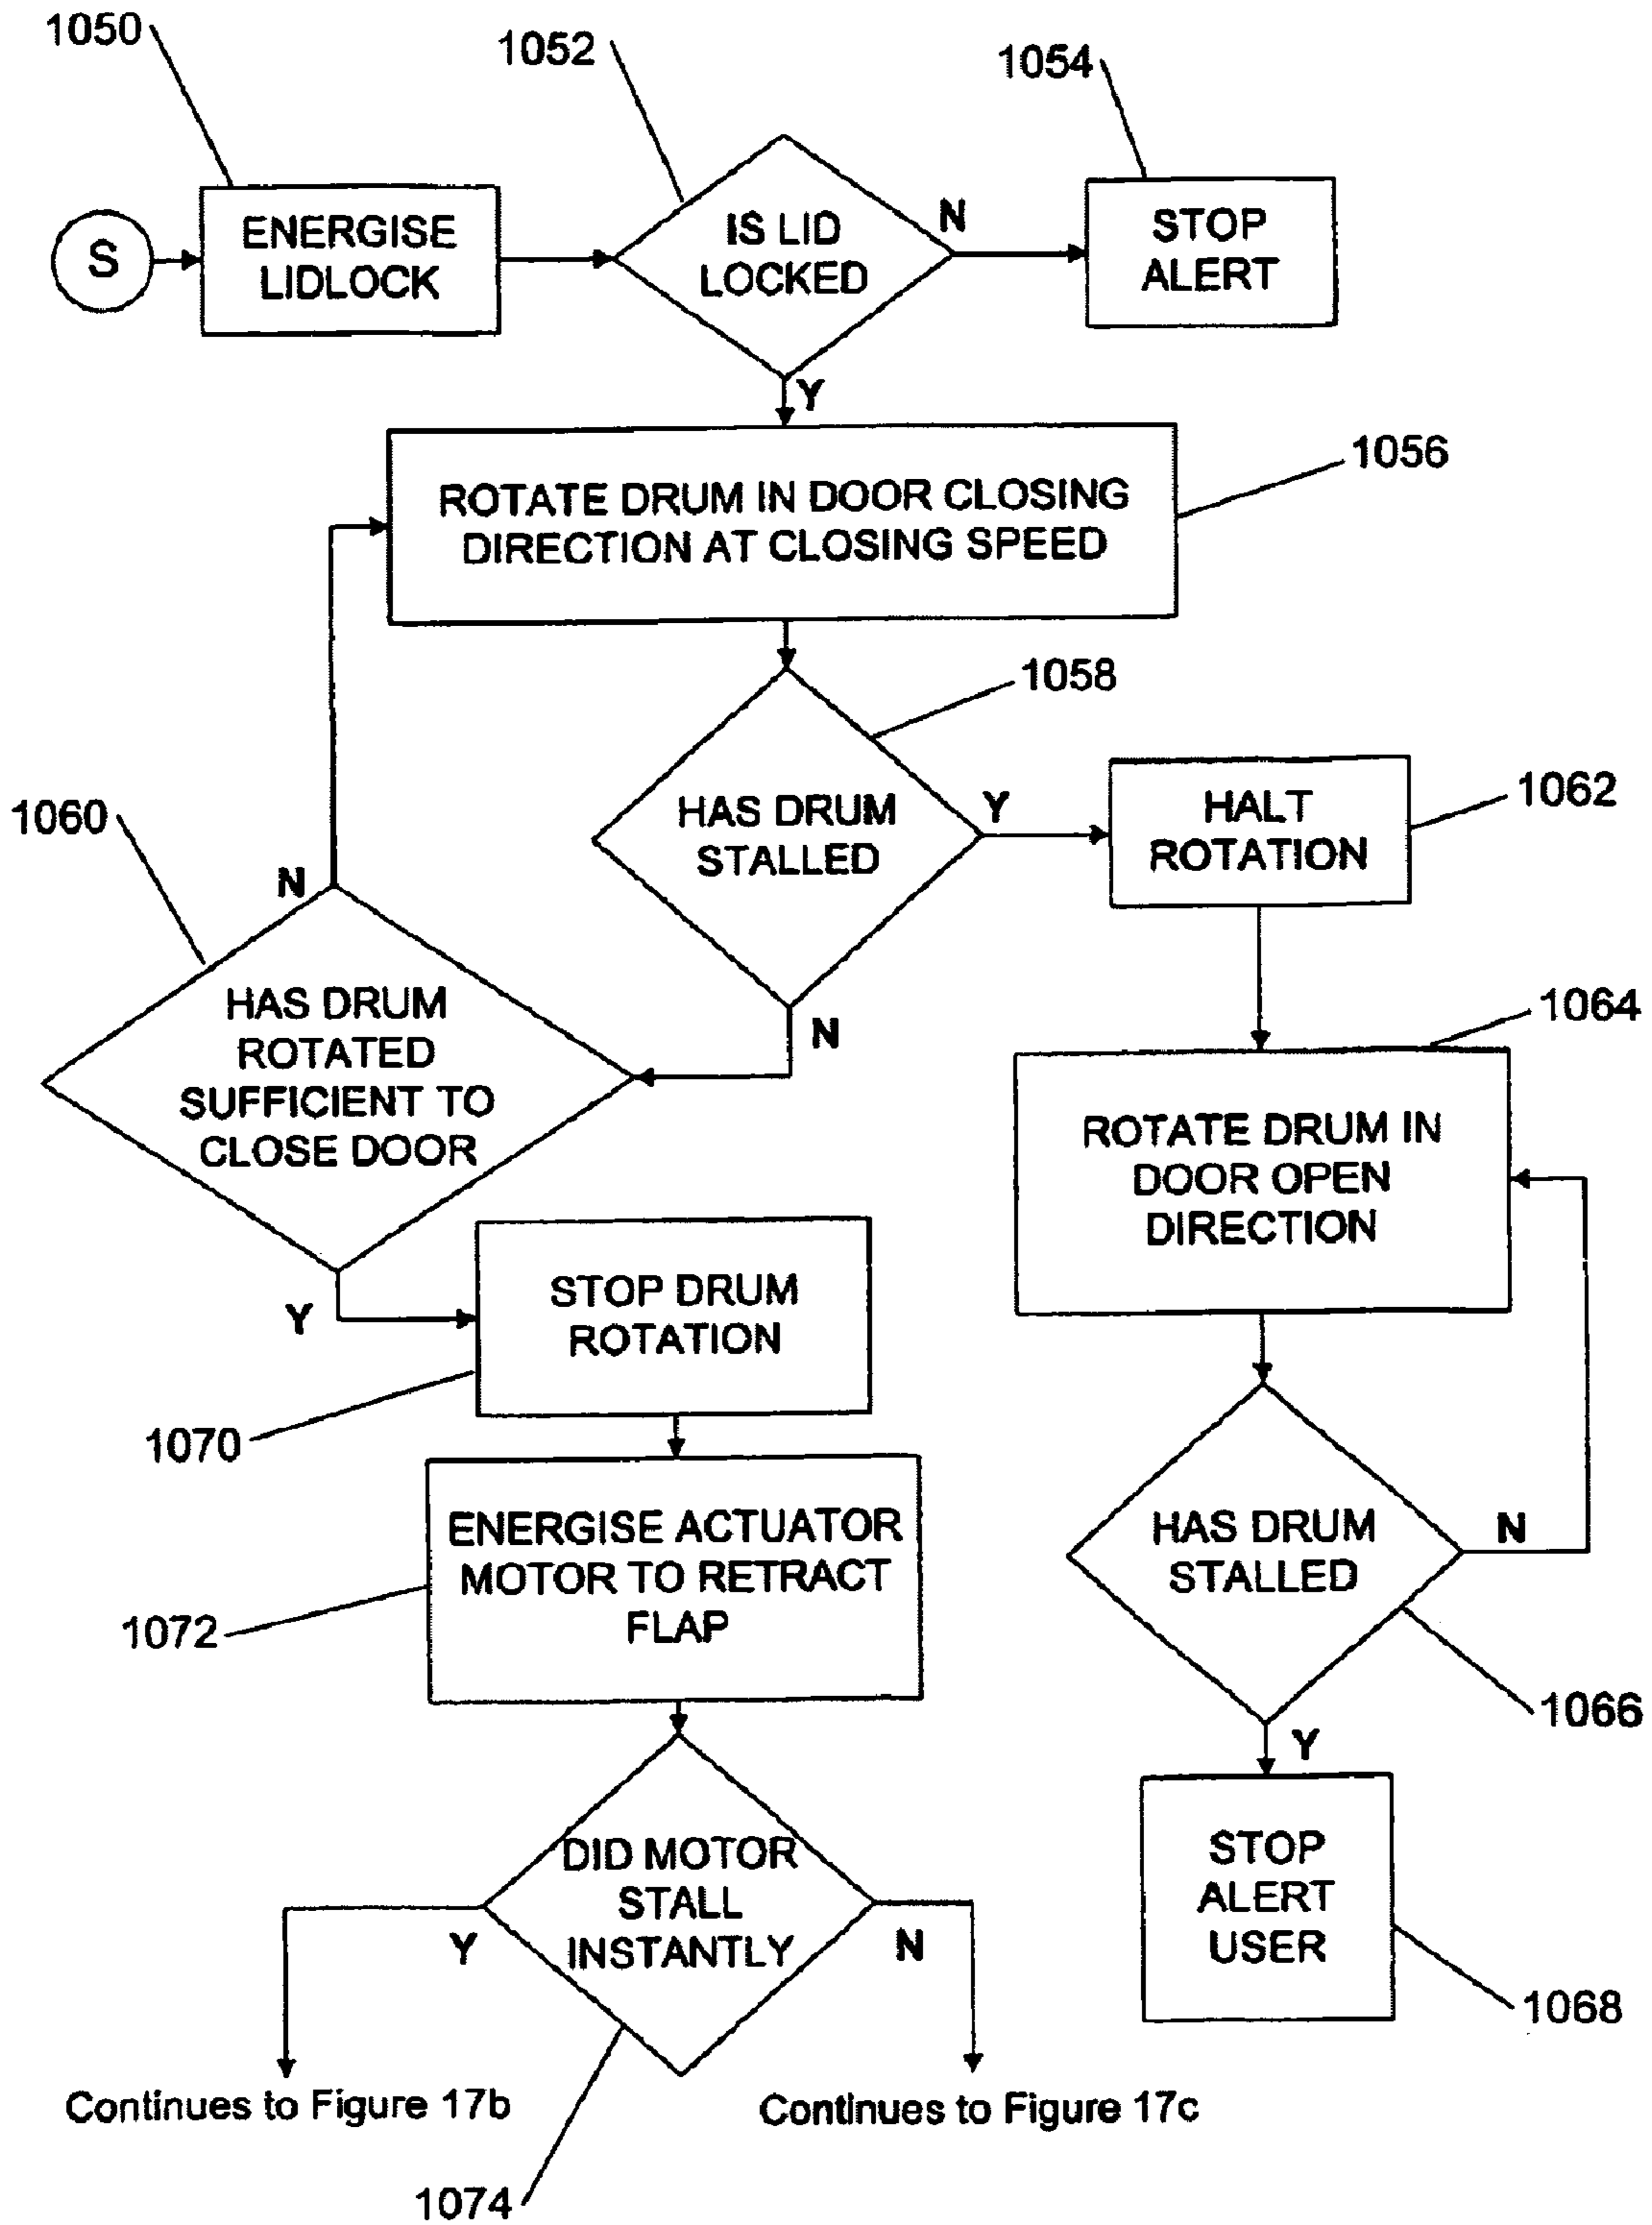 1050
1052
1054
S
ENERGISE
LIDLOCK
IS LID
LOCKED
N
STOP
ALERT
Y
1056
ROTATE DRUM IN DOOR CLOSING
DIRECTION AT CLOSING SPEED
1058
HAS DRUM
STALLED
Y
HALT
ROTATION
1062
1060
N
N
HAS DRUM
ROTATED
SUFFICIENT TO
CLOSE DOOR
1064
ROTATE DRUM IN
DOOR OPEN
DIRECTION
Y
STOP DRUM
ROTATION
1070
ENERGISE ACTUATOR
MOTOR TO RETRACT
FLAP
1072
HAS DRUM
STALLED
N
1066
Y
DID MOTOR
STALL
INSTANTLY
Y
N
STOP
ALERT
USER
1068
Continues to Figure 17b
Continues to Figure 17c
1074